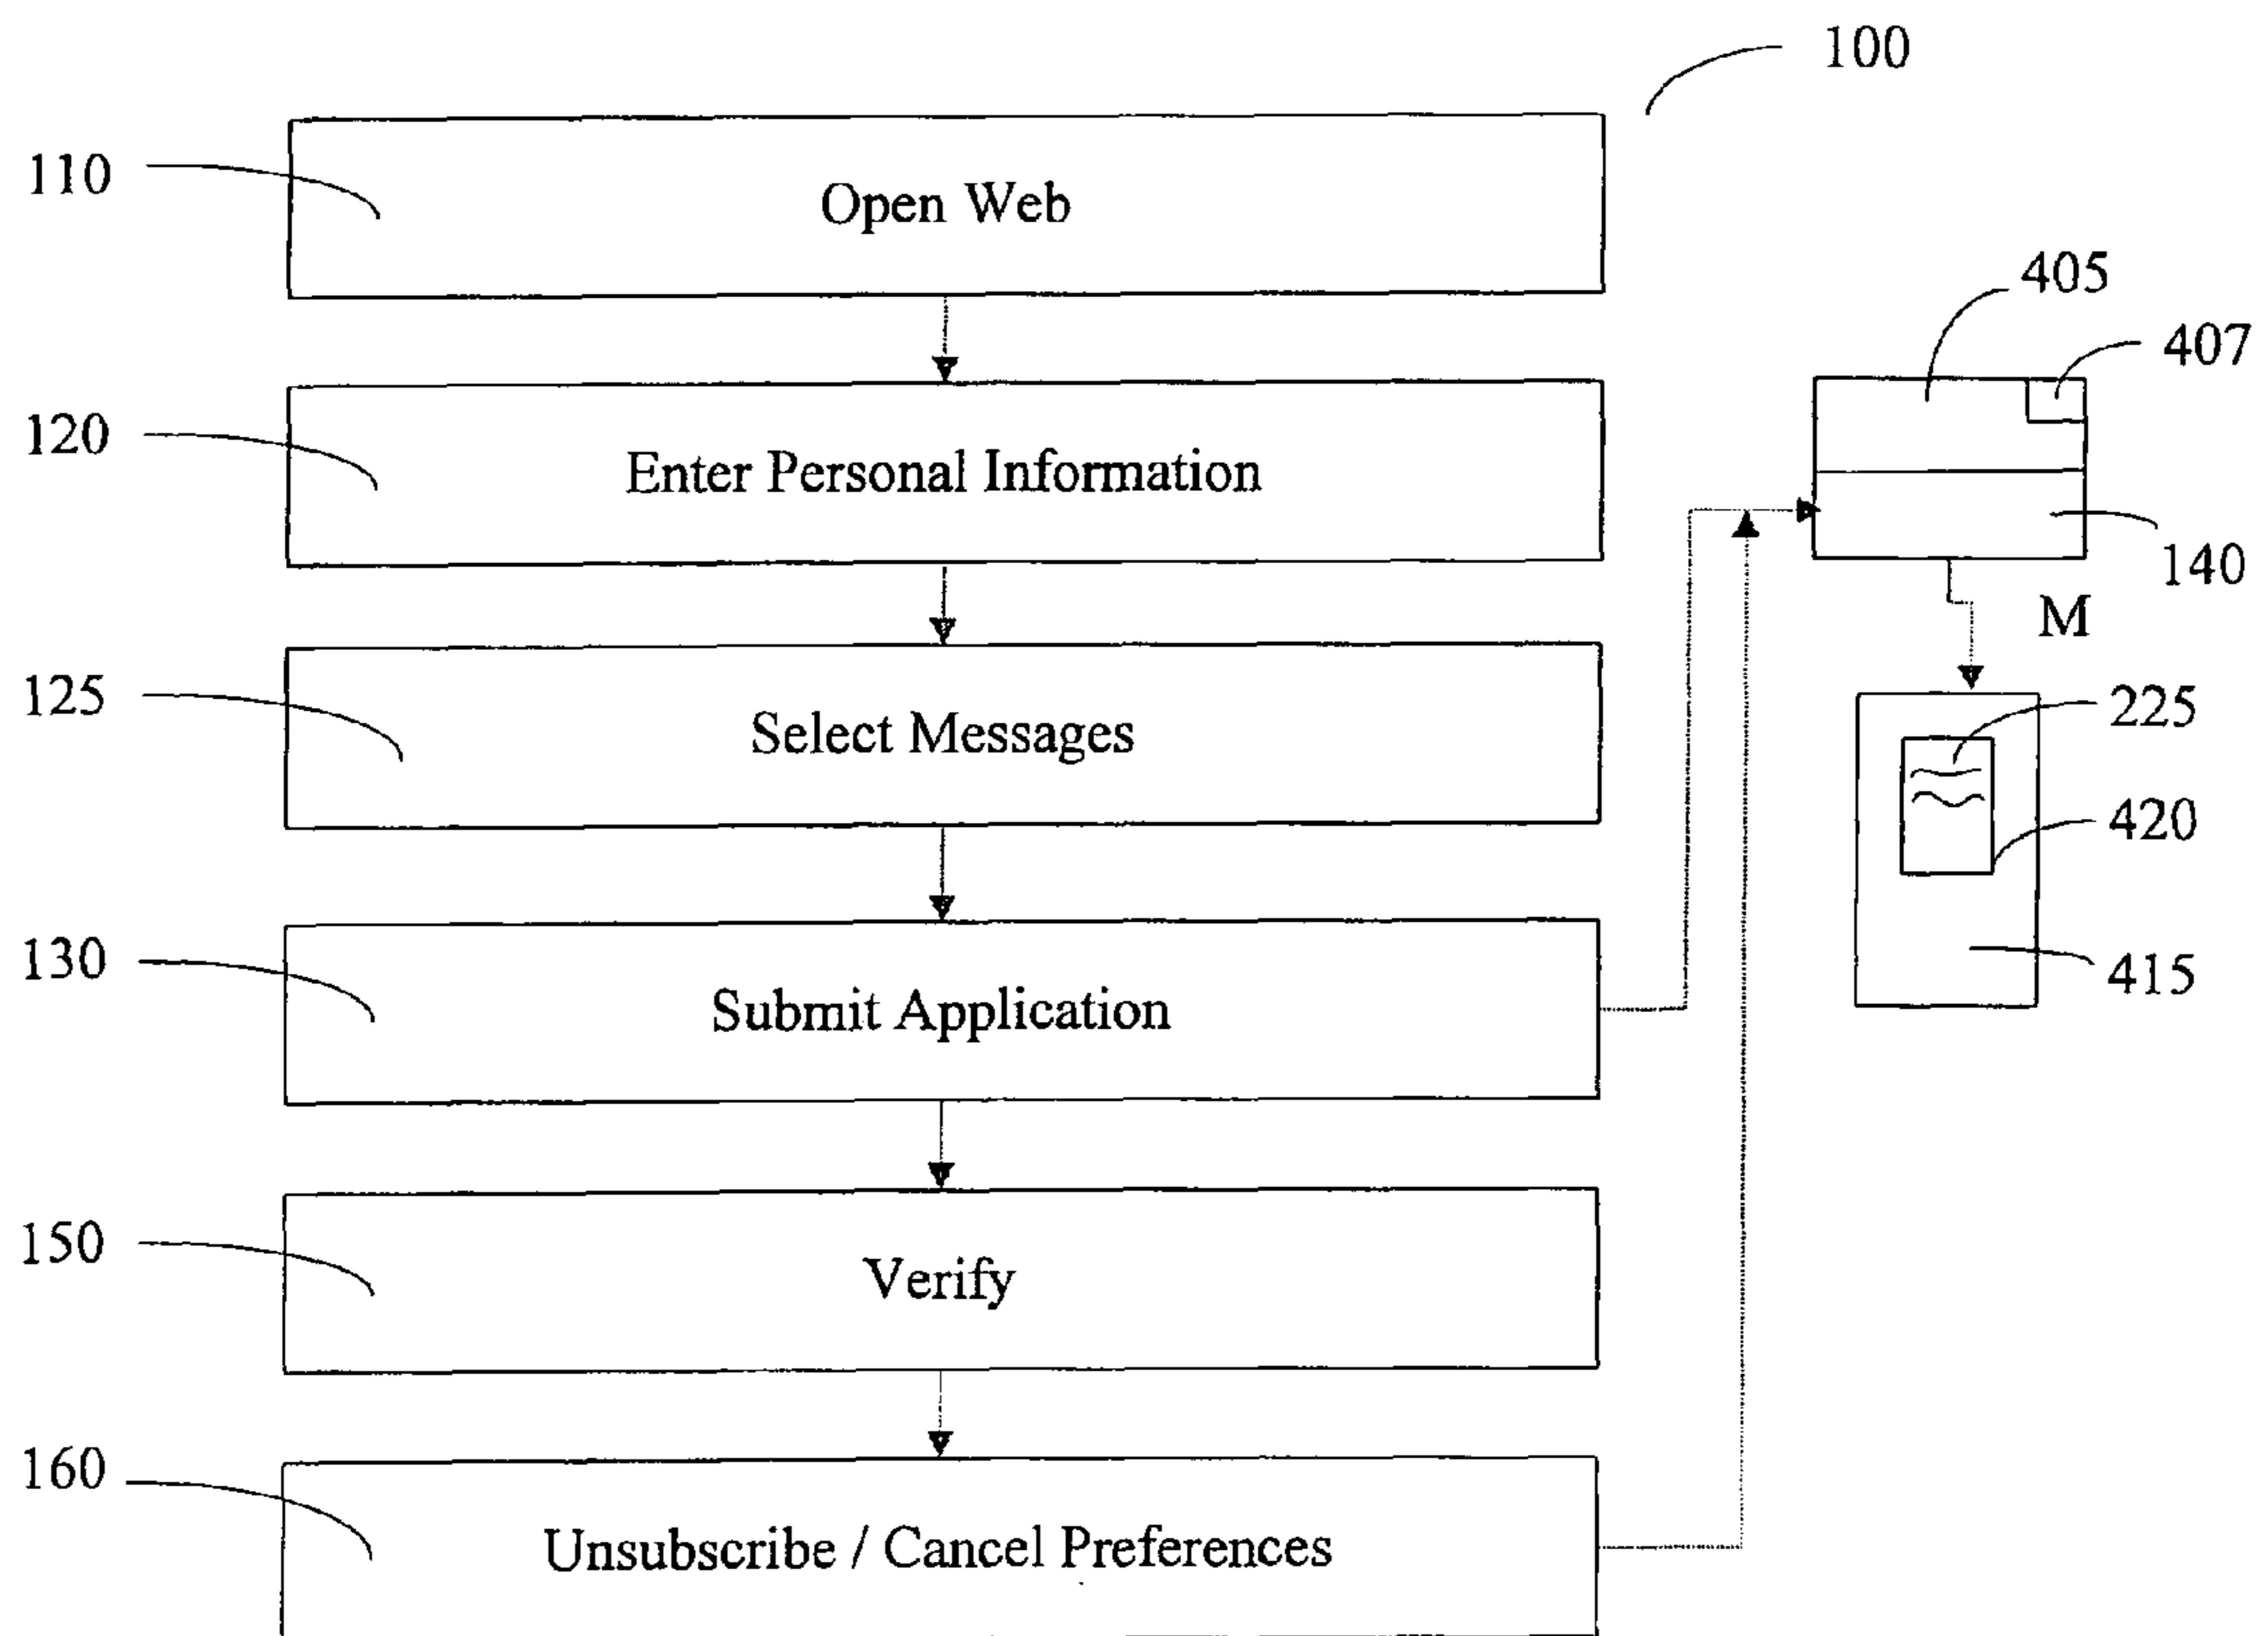 100
110
Open Web
405
407
120
Enter Personal Information
140
M
125
Select Messages
225
420
130
Submit Application
415
150
Verify
160
Unsubscribe / Cancel Preferences